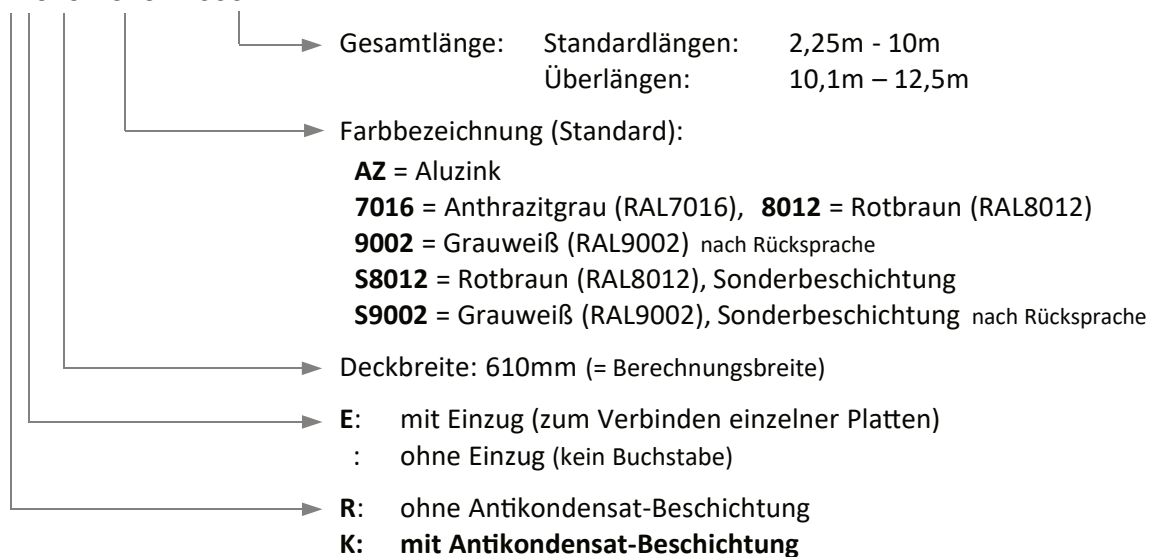 Gesamtlänge: Standardlängen: 2,25m - 10m
Überlängen: 10,1m – 12,5m
Farbbezeichnung (Standard):
AZ = Aluzink
7016 = Anthrazitgrau (RAL7016), 8012 = Rotbraun (RAL8012)
9002 = Grauweiß (RAL9002) nach Rücksprache
S8012 = Rotbraun (RAL8012), Sonderbeschichtung
S9002 = Grauweiß (RAL9002), Sonderbeschichtung nach Rücksprache
Deckbreite: 610mm (= Berechnungsbreite)
E: mit Einzug (zum Verbinden einzelner Platten)
: ohne Einzug (kein Buchstabe)
R: ohne Antikondensat-Beschichtung
K: mit Antikondensat-Beschichtung